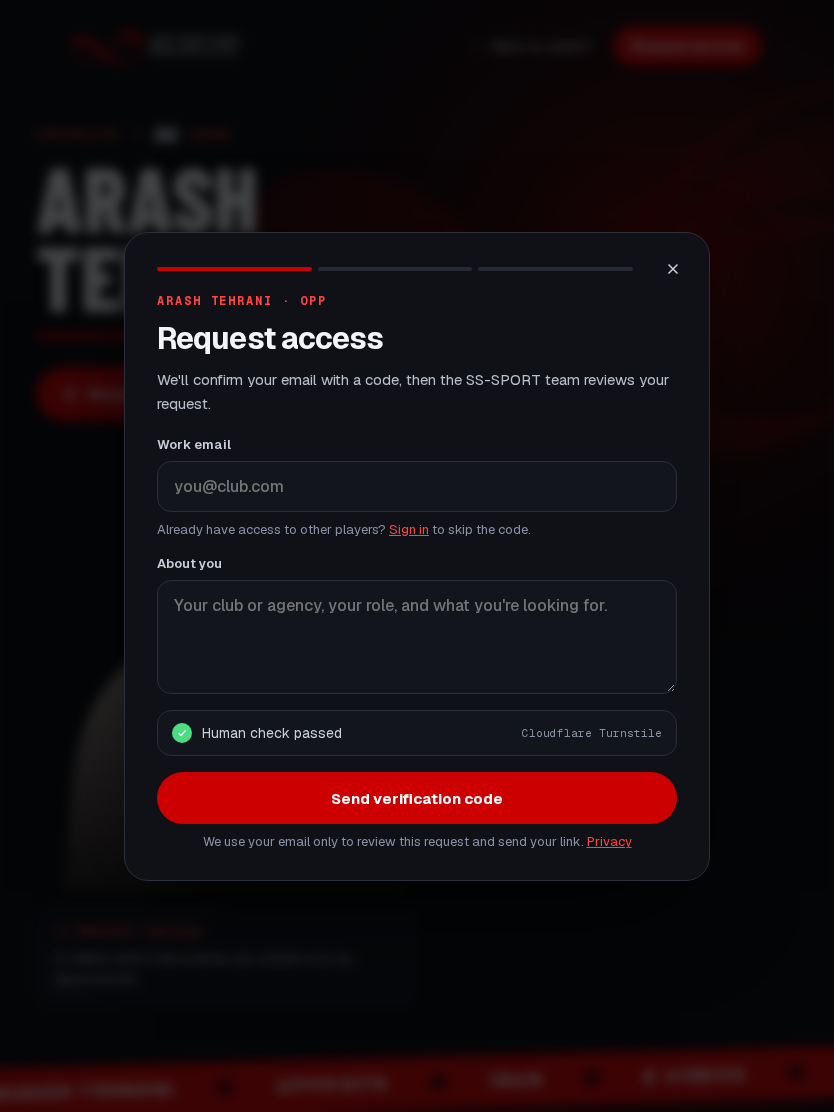 ARASH
ARASH TEHRANI · OPP
Request access
We'll confirm your email with a code, then the SS-SPORT team reviews your
request.
Work email
you@club.com
Already have access to other players? Sign in to skip the code.
About you
Your club or agency, your role, and what you're looking for.
Human check passed
Cloudflare Turnstile
Send verification code
We use your email only to review this request and send your link. Privacy